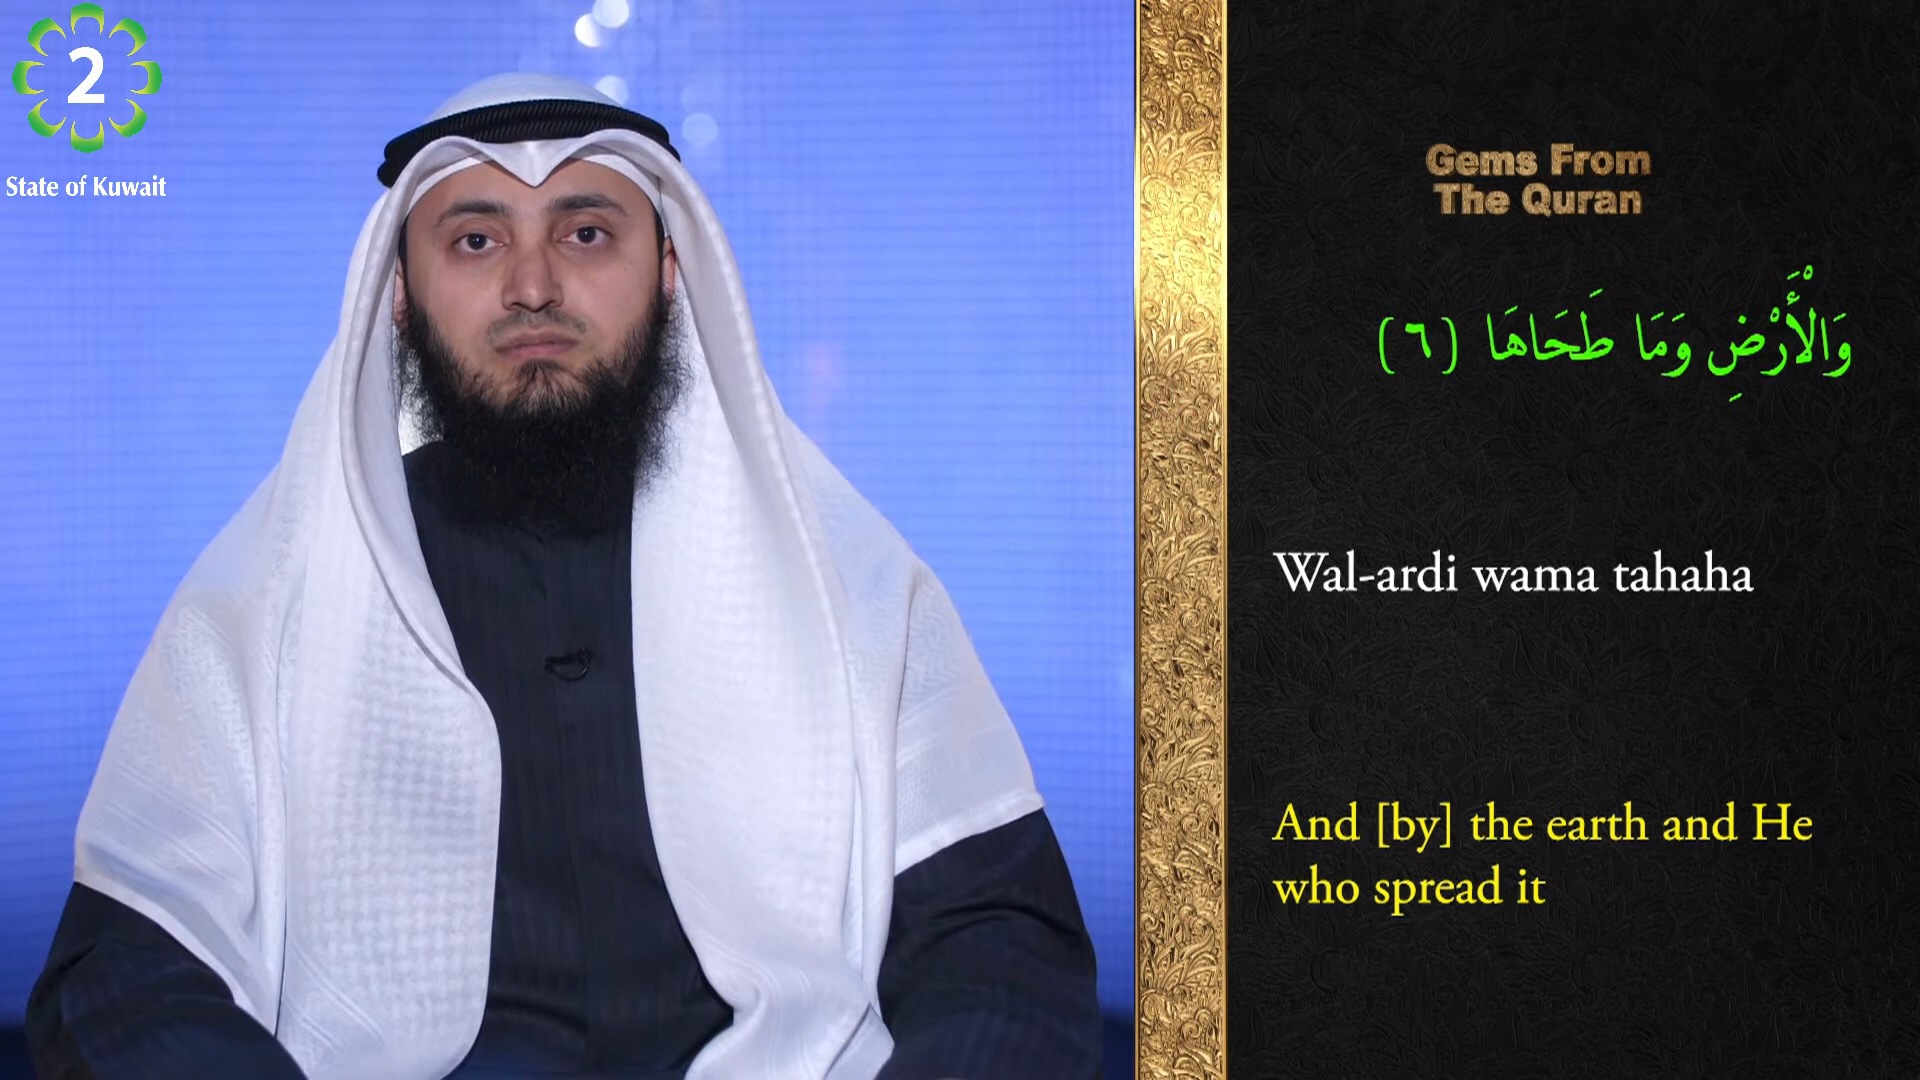 2
State of Kuwait
Gems From
The Quran
وَالْأَرْضِ وَمَا طَحَاهَا (٦)
Wal-ardi wama tahaha
And [by] the earth and He
who spread it